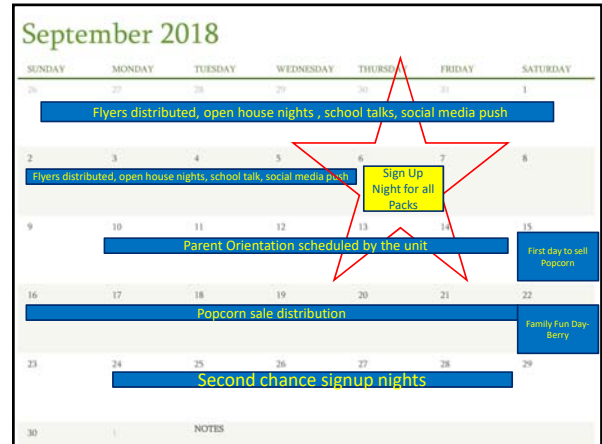 September 2018
SUNDAY MONDAY TUESDAY WEDNESDAY THURSDAY FRIDAY SATURDAY
26 27 28 29 30 31 1
Flyers distributed, open house nights , school talks, social media push
2 3 4 5 6 7 8
Flyers distributed, open house nights, school talk, social media push
Sign Up
Night for all
Packs
9 10 11 12 13 14 15
Parent Orientation scheduled by the unit
First day to sell
Popcorn
16 17 18 19 20 21 22
Popcorn sale distribution
Family Fun Day-
Berry
23 24 25 26 27 28 29
Second chance signup nights
30 1 NOTES